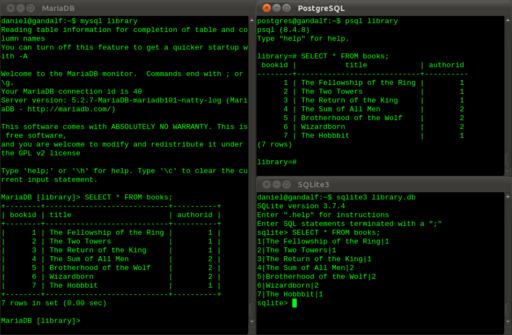 MariaDB
daniel@gandalf:~$ mysql library
Reading table information for completion of table and co
lumn names
You can turn off this feature to get a quicker startup w
ith -A

Welcome to the MariaDB monitor.  Commands end with ; or
\g.
Your MariaDB connection id is 40
Server version: 5.2.7-MariaDB-mariadb101~natty-log (Mari
aDB - http://mariadb.com/)

This software comes with ABSOLUTELY NO WARRANTY. This is
 free software,
and you are welcome to modify and redistribute it under
the GPL v2 license

Type 'help;' or '\h' for help. Type '\c' to clear the cu
rrent input statement.

MariaDB [library]> SELECT * FROM books;
+--------+----------------------------+----------+
| bookid | title                      | authorid |
+--------+----------------------------+----------+
|      1 | The Fellowship of the Ring |        1 |
|      2 | The Two Towers             |        1 |
|      3 | The Return of the King     |        1 |
|      4 | The Sum of All Men         |        2 |
|      5 | Brotherhood of the Wolf    |        2 |
|      6 | Wizardborn                 |        2 |
|      7 | The Hobbbit                |        1 |
+--------+----------------------------+----------+
7 rows in set (0.00 sec)

MariaDB [library]>
PostgreSQL
postgres@gandalf:~$ psql library
psql (8.4.8)
Type "help" for help.

library=# SELECT * FROM books;
 bookid |           title            | authorid
--------+----------------------------+----------
      1 | The Fellowship of the Ring |        1
      2 | The Two Towers             |        1
      3 | The Return of the King     |        1
      4 | The Sum of All Men         |        2
      5 | Brotherhood of the Wolf    |        2
      6 | Wizardborn                 |        2
      7 | The Hobbbit                |        1
(7 rows)

library=#
SQLite3
daniel@gandalf:~$ sqlite3 library.db
SQLite version 3.7.4
Enter ".help" for instructions
Enter SQL statements terminated with a ";"
sqlite> SELECT * FROM books;
1|The Fellowship of the Ring|1
2|The Two Towers|1
3|The Return of the King|1
4|The Sum of All Men|2
5|Brotherhood of the Wolf|2
6|Wizardborn|2
7|The Hobbbit|1
sqlite>